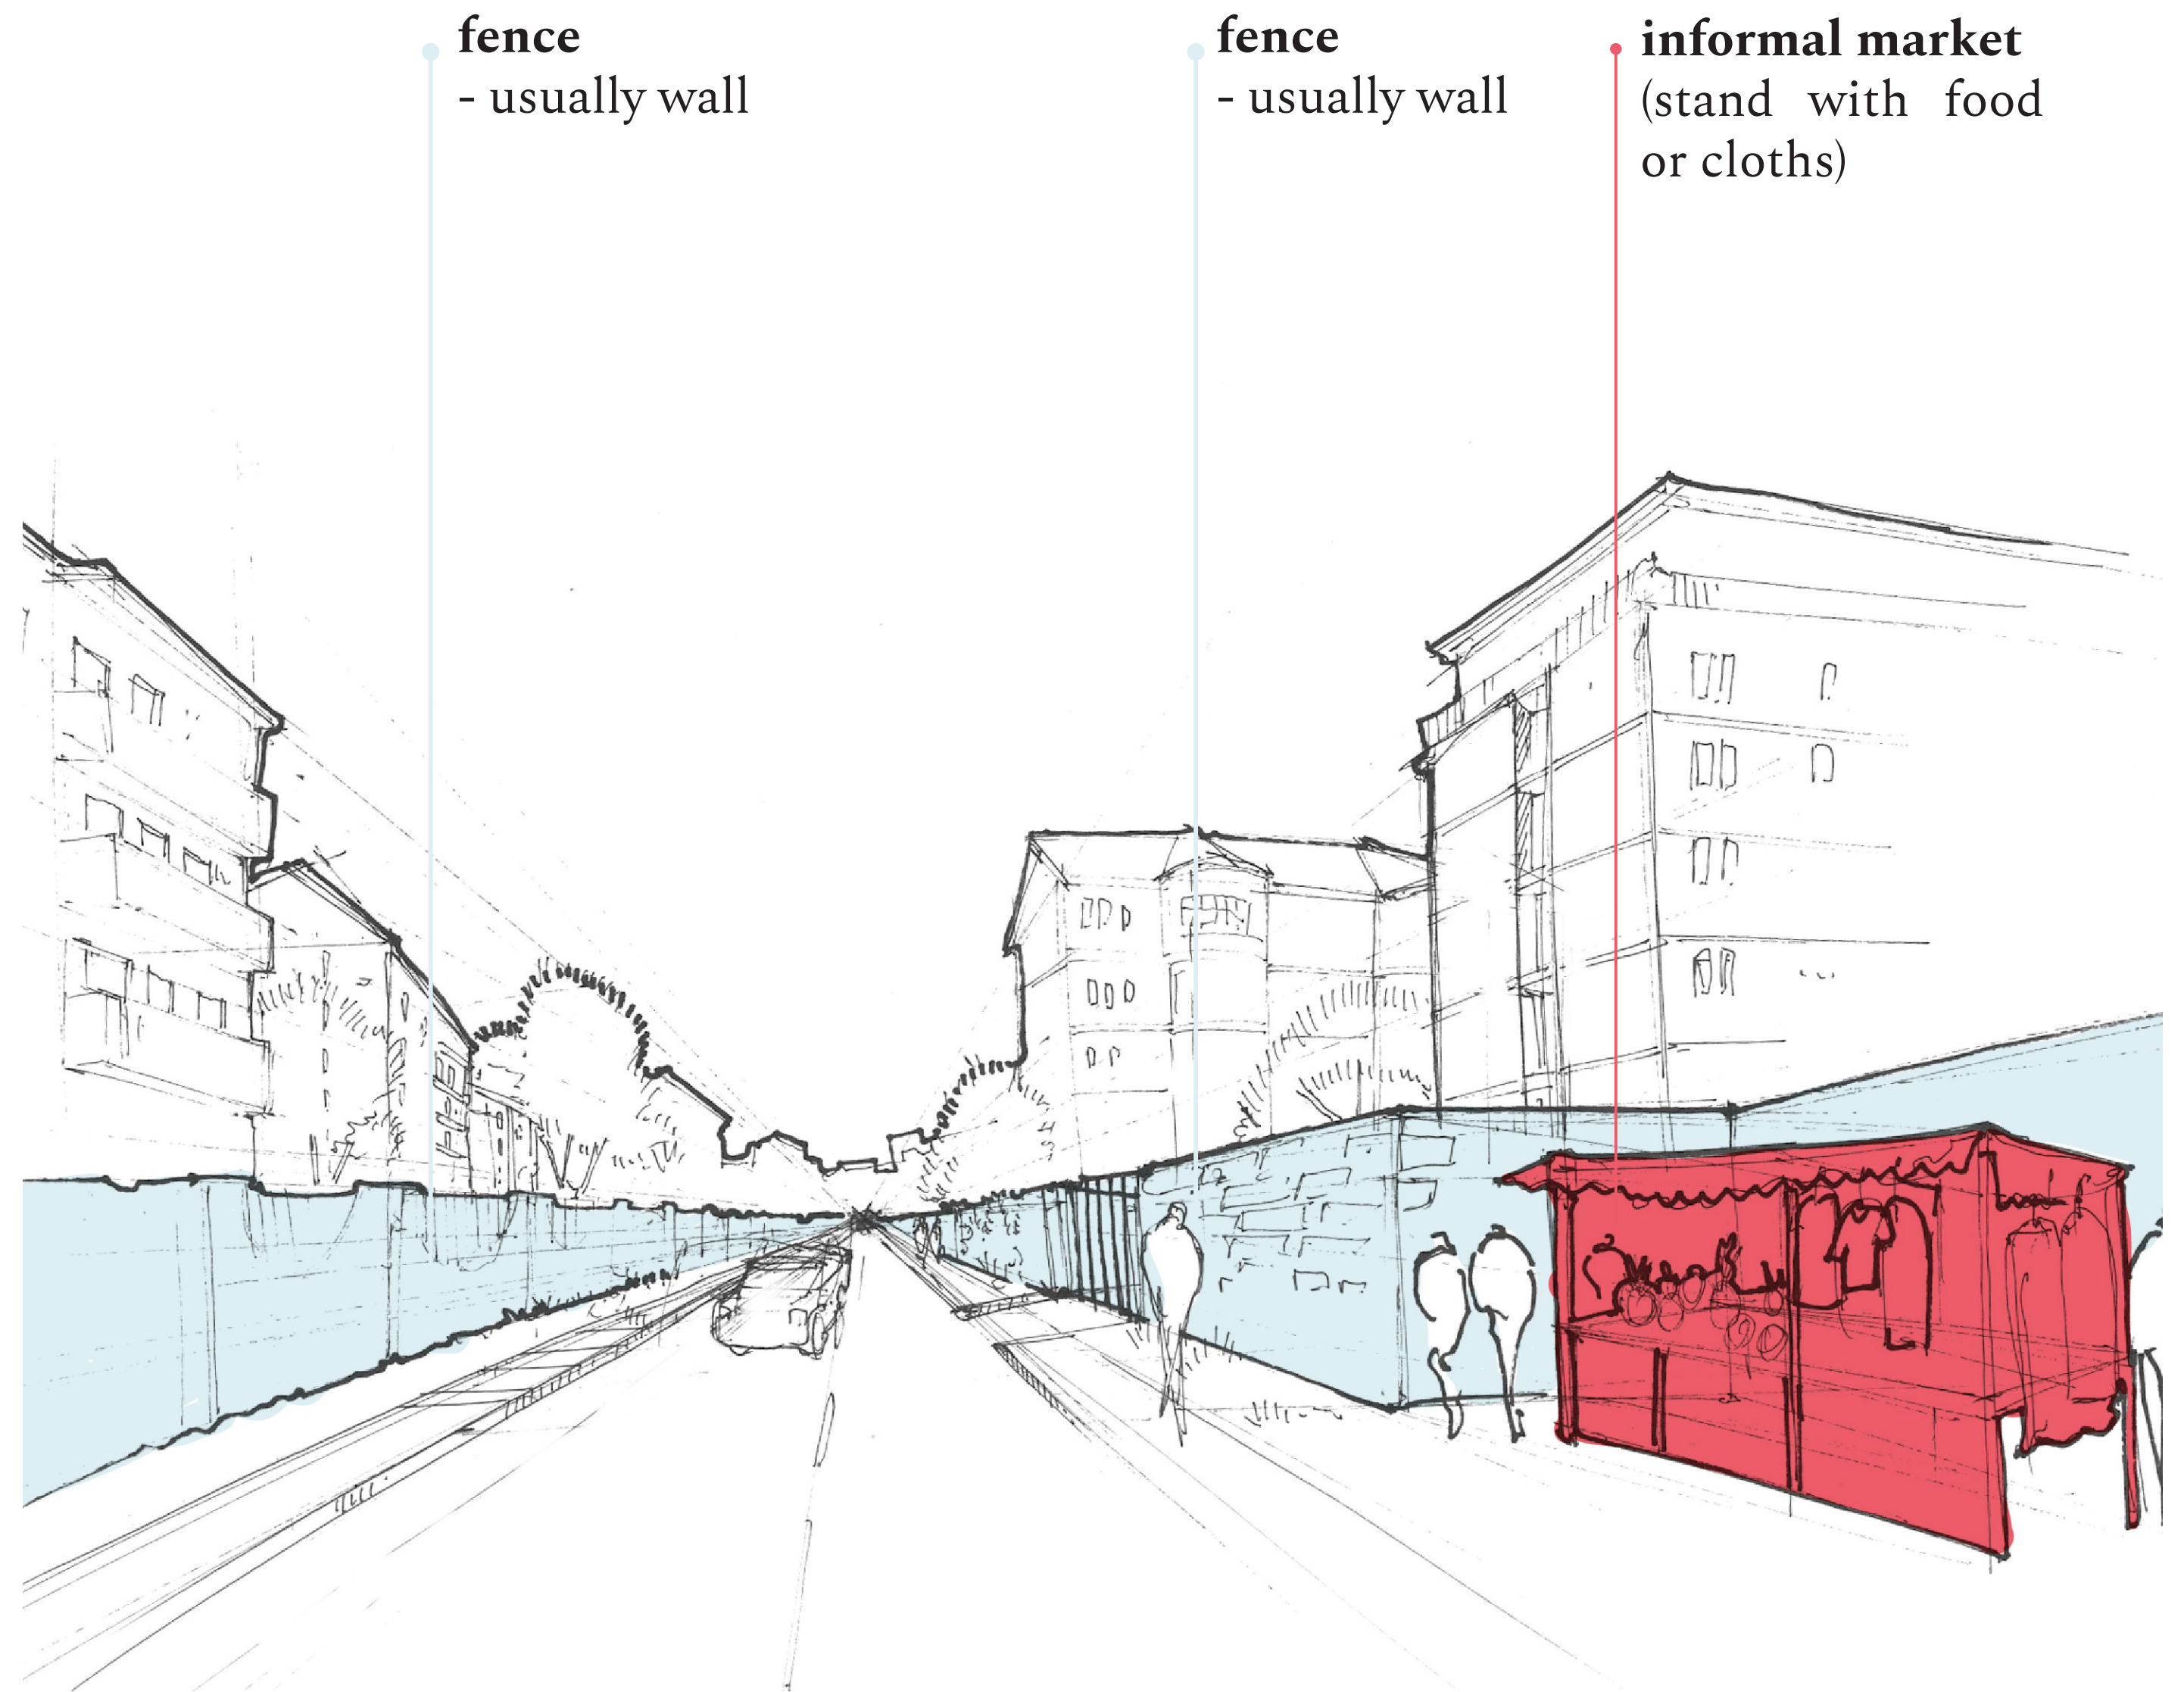 fence
- usually wall
fence
- usually wall
informal market
(stand with food
or cloths)